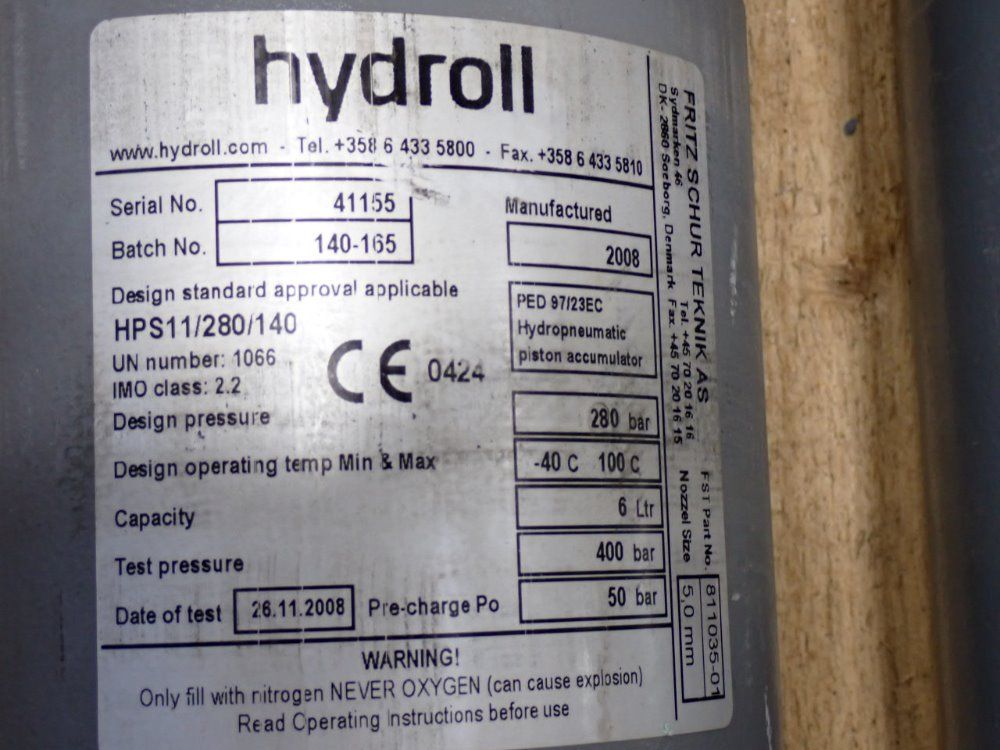 hydroll
www.hydroll.com - Tel. +358 6 433 5800 - Fax. +358 6 433 5810
Serial No. 41155
Batch No. 140-165
Manufactured
2008
Design standard approval applicable
HPS11/280/140
UN number: 1066
IMO class: 2.2
CE 0424
PED 97/23EC
Hydropneumatic
piston accumulator
Design pressure 280 bar
Design operating temp Min & Max -40 C 100 C
Capacity 6 Ltr
Test pressure 400 bar
Date of test 26.11.2008 Pre-charge Po 50 bar
WARNING!
Only fill with nitrogen NEVER OXYGEN (can cause explosion)
Read Operating Instructions before use
FRITZ SCHUR TEKNIK AS
Sydmarken 46 Tel. +45 70 20 16 16
DK- 2860 Soeborg, Denmark Fax. +45 70 20 16 15
FST Part No. 811035-01
Nozzel Size 5,0 mm